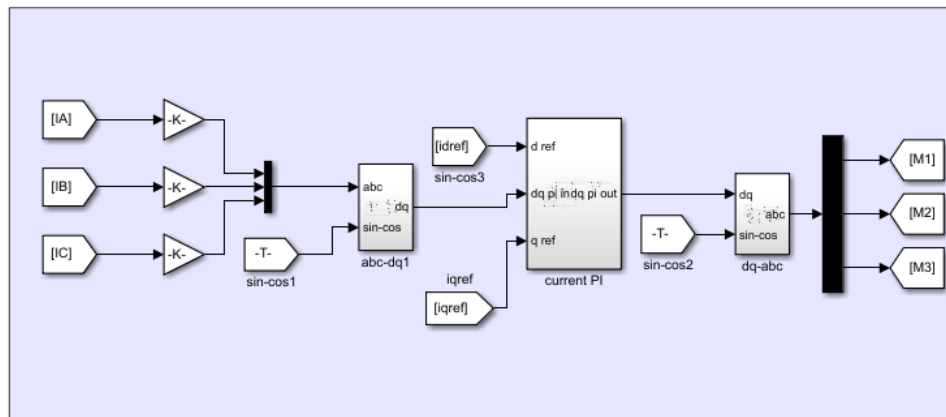 [IA]
-K-
[IB]
-K-
[IC]
-K-
-T-
sin-cos1
abc
dq
sin-cos
abc-dq1
[idref]
sin-cos3
iqref
[iqref]
d ref
dq pi in
dq pi out
q ref
current PI
-T-
sin-cos2
dq
abc
sin-cos
dq-abc
[M1]
[M2]
[M3]